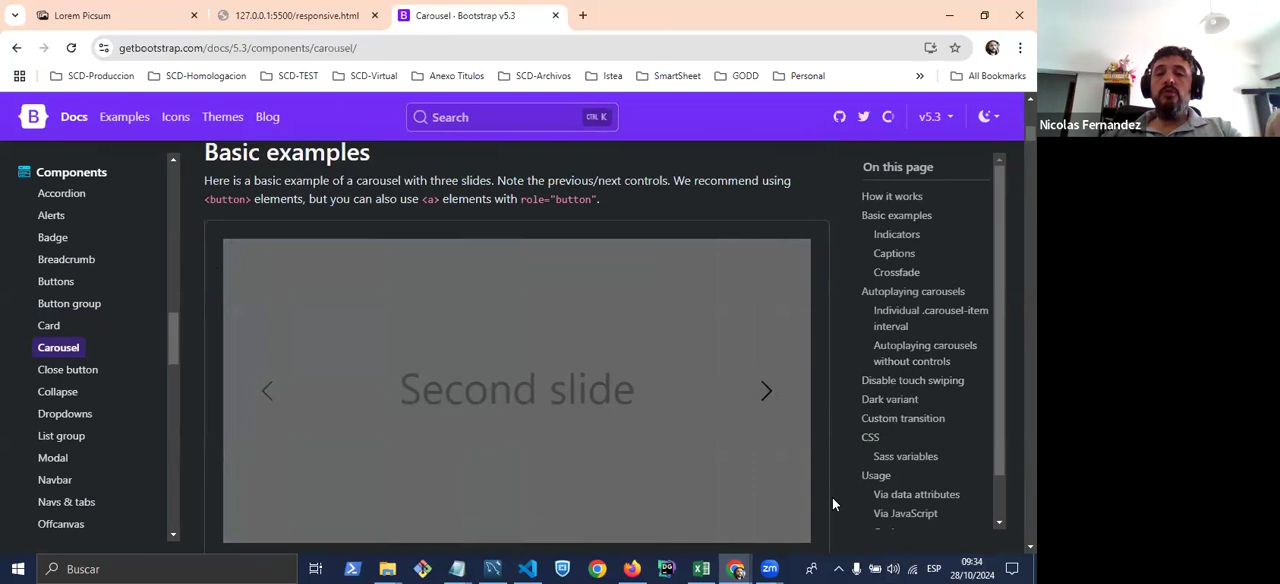 Lorem Picsum
127.0.0.1:5500/responsive.html
Carousel · Bootstrap v5.3
getbootstrap.com/docs/5.3/components/carousel/
SCD-Produccion
SCD-Homologacion
SCD-TEST
SCD-Virtual
Anexo Titulos
SCD-Archivos
Istea
SmartSheet
GODD
Personal
All Bookmarks
B
Docs
Examples
Icons
Themes
Blog
Search
CTRL K
v5.3
Nicolas Fernandez
Components
Accordion
Alerts
Badge
Breadcrumb
Buttons
Button group
Card
Carousel
Close button
Collapse
Dropdowns
List group
Modal
Navbar
Navs & tabs
Offcanvas
Basic examples
Here is a basic example of a carousel with three slides. Note the previous/next controls. We recommend using
<button> elements, but you can also use <a> elements with role="button".
Second slide
On this page
How it works
Basic examples
Indicators
Captions
Crossfade
Autoplaying carousels
Individual .carousel-item
interval
Autoplaying carousels
without controls
Disable touch swiping
Dark variant
Custom transition
CSS
Sass variables
Usage
Via data attributes
Via JavaScript
Buscar
zm
ESP
09:34
28/10/2024